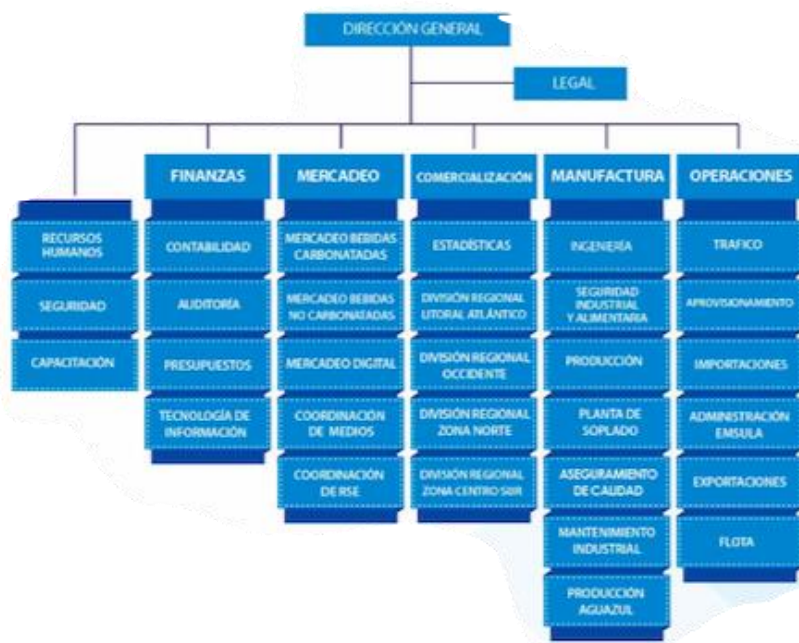 DIRECCIÓN GENERAL
LEGAL
FINANZAS
MERCADEO
COMERCIALIZACIÓN
MANUFACTURA
OPERACIONES
RECURSOS
HUMANOS
SEGURIDAD
CAPACITACIÓN
CONTABILIDAD
AUDITORÍA
PRESUPUESTOS
TECNOLOGÍA DE
INFORMACIÓN
MERCADEO BEBIDAS
CARBONATADAS
MERCADEO BEBIDAS
NO CARBONATADAS
MERCADEO DIGITAL
COORDINACIÓN
DE MEDIOS
COORDINACIÓN
DE RSE
ESTADÍSTICAS
DIVISIÓN REGIONAL
LITORAL ATLÁNTICO
DIVISIÓN REGIONAL
OCCIDENTE
DIVISIÓN REGIONAL
ZONA NORTE
DIVISIÓN REGIONAL
ZONA CENTRO SUR
INGENIERÍA
SEGURIDAD
INDUSTRIAL
Y ALIMENTARIA
PRODUCCIÓN
PLANTA DE
SOPLADO
ASEGURAMIENTO
DE CALIDAD
MANTENIMIENTO
INDUSTRIAL
PRODUCCIÓN
AGUAZUL
TRAFICO
APROVISIONAMIENTO
IMPORTACIONES
ADMINISTRACIÓN
EMSULA
EXPORTACIONES
FLOTA